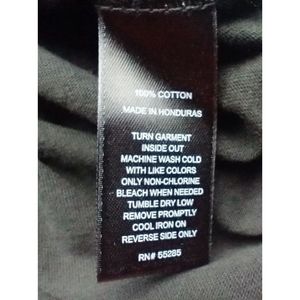 100% COTTON
MADE IN HONDURAS
TURN GARMENT
INSIDE OUT
MACHINE WASH COLD
WITH LIKE COLORS
ONLY NON-CHLORINE
BLEACH WHEN NEEDED
TUMBLE DRY LOW
REMOVE PROMPTLY
COOL IRON ON
REVERSE SIDE ONLY
RN# 55285